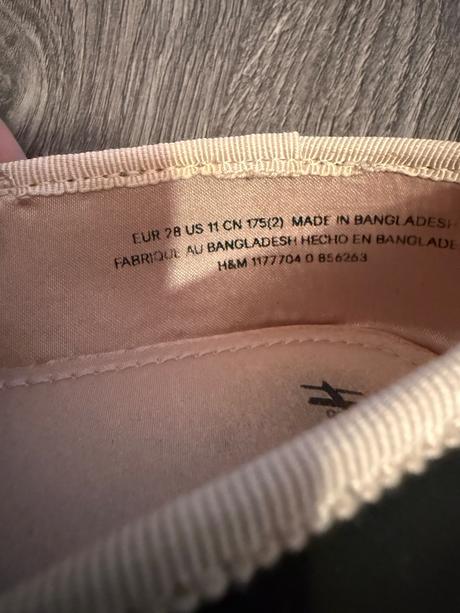 EUR 28 US 11 CN 175(2) MADE IN BANGLADESH
FABRIQUE AU BANGLADESH HECHO EN BANGLADE
H&M 1177704 0 856263